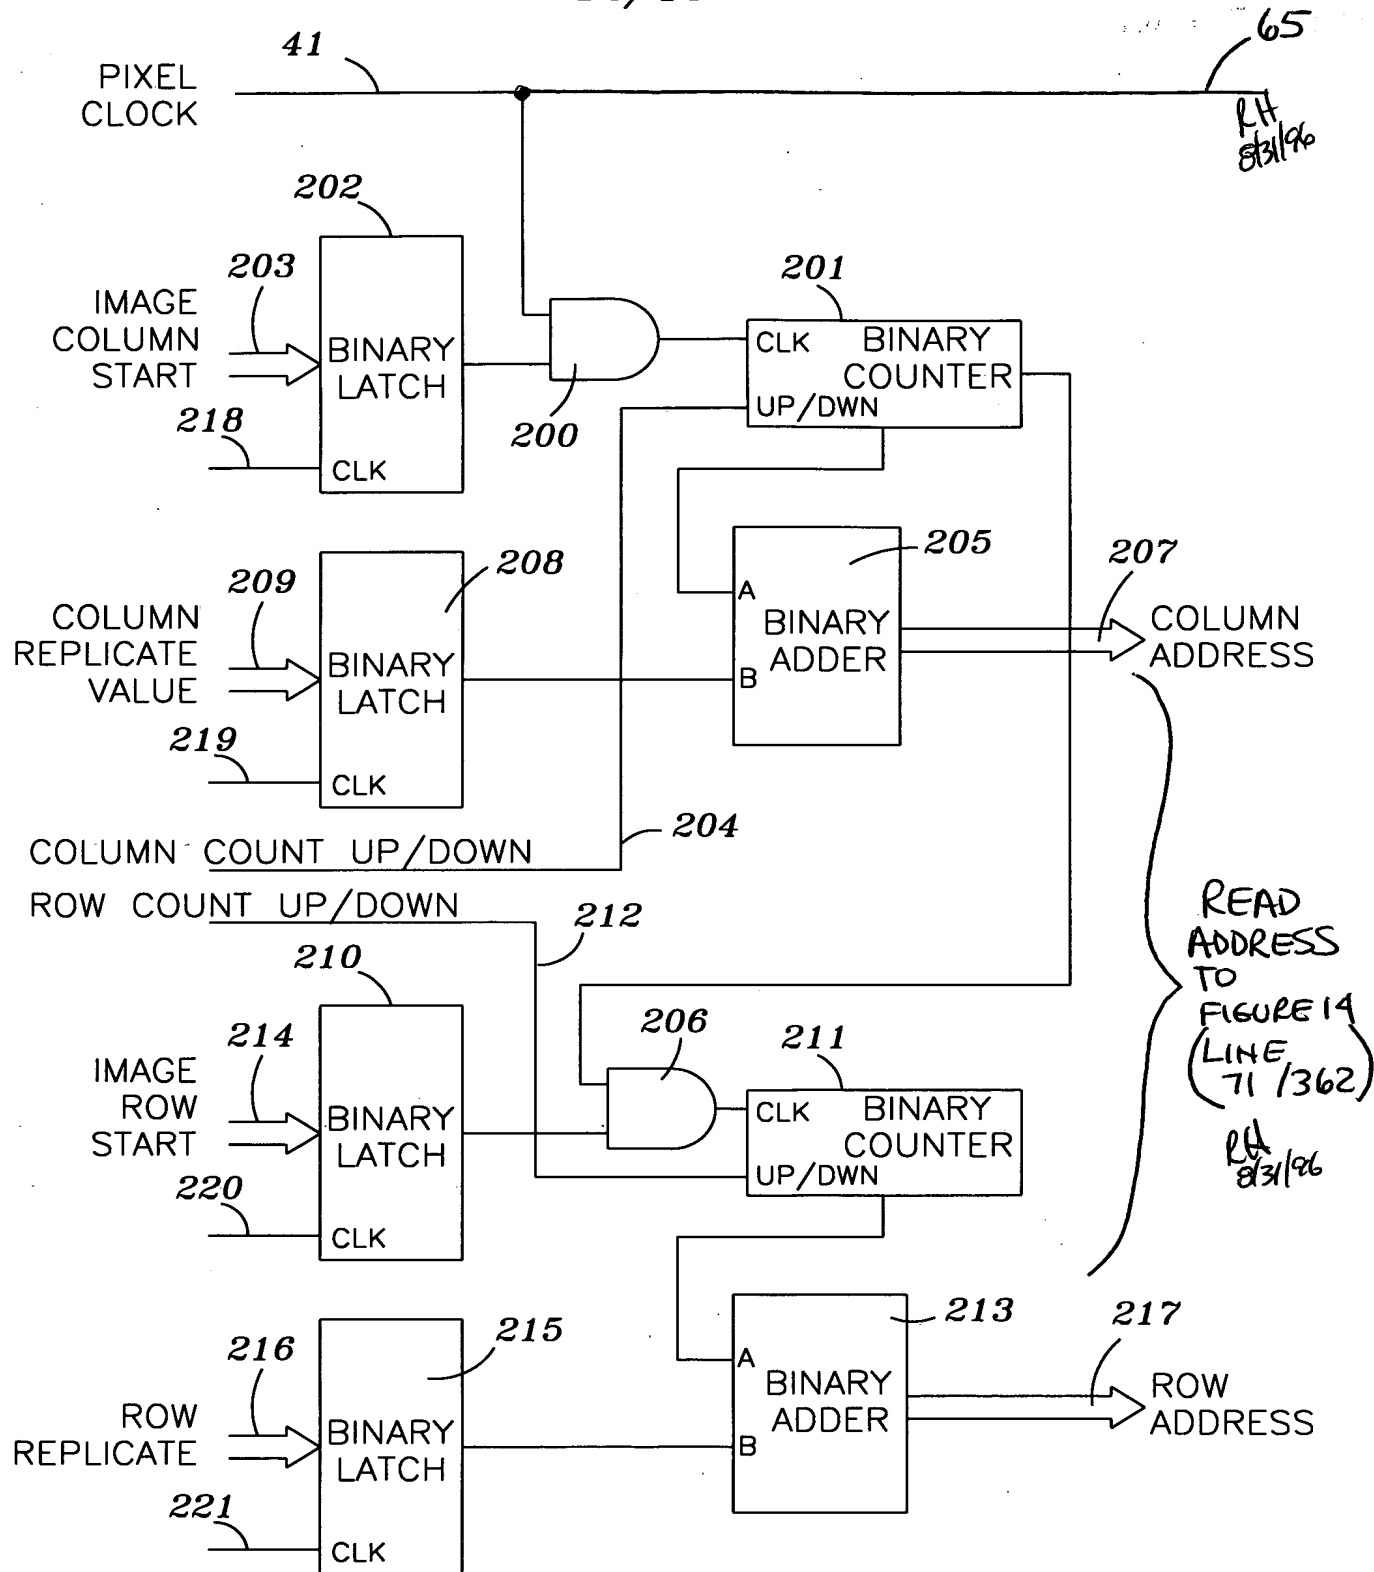 41
65
PIXEL
CLOCK
RH
8/31/96
202
203
201
IMAGE
COLUMN
START
BINARY
LATCH
CLK
BINARY
COUNTER
UP/DWN
218
200
CLK
208
205
207
209
COLUMN
REPLICATE
VALUE
BINARY
LATCH
A
BINARY
ADDER
B
COLUMN
ADDRESS
219
CLK
204
COLUMN COUNT UP/DOWN
ROW COUNT UP/DOWN
212
READ
ADDRESS
TO
FIGURE 14
(LINE
71/362)
RH
8/31/96
210
206
211
214
IMAGE
ROW
START
BINARY
LATCH
CLK
BINARY
COUNTER
UP/DWN
220
CLK
215
213
217
216
ROW
REPLICATE
BINARY
LATCH
A
BINARY
ADDER
B
ROW
ADDRESS
221
CLK